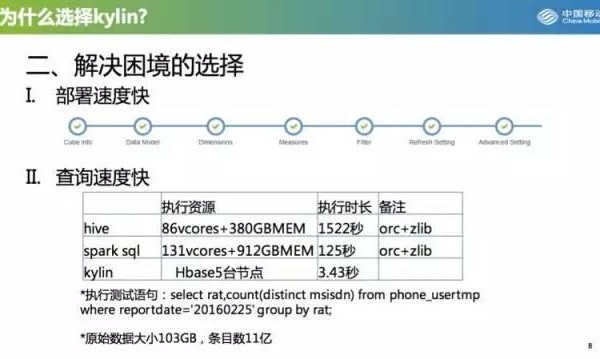 为什么选择kylin?
中国移动
China Mobile
二、解决困境的选择
I. 部署速度快
Cube Info Data Model Dimensions Measures Filter Refresh Setting Advanced Setting
II. 查询速度快
执行资源 执行时长 备注
hive 86vcores+380GBMEM 1522秒 orc+zlib
spark sql 131vcores+912GBMEM 125秒 orc+zlib
kylin Hbase5台节点 3.43秒
*执行测试语句：select rat,count(distinct msisdn) from phone_usertmp
where reportdate='20160225' group by rat;
*原始数据大小103GB，条目数11亿
8